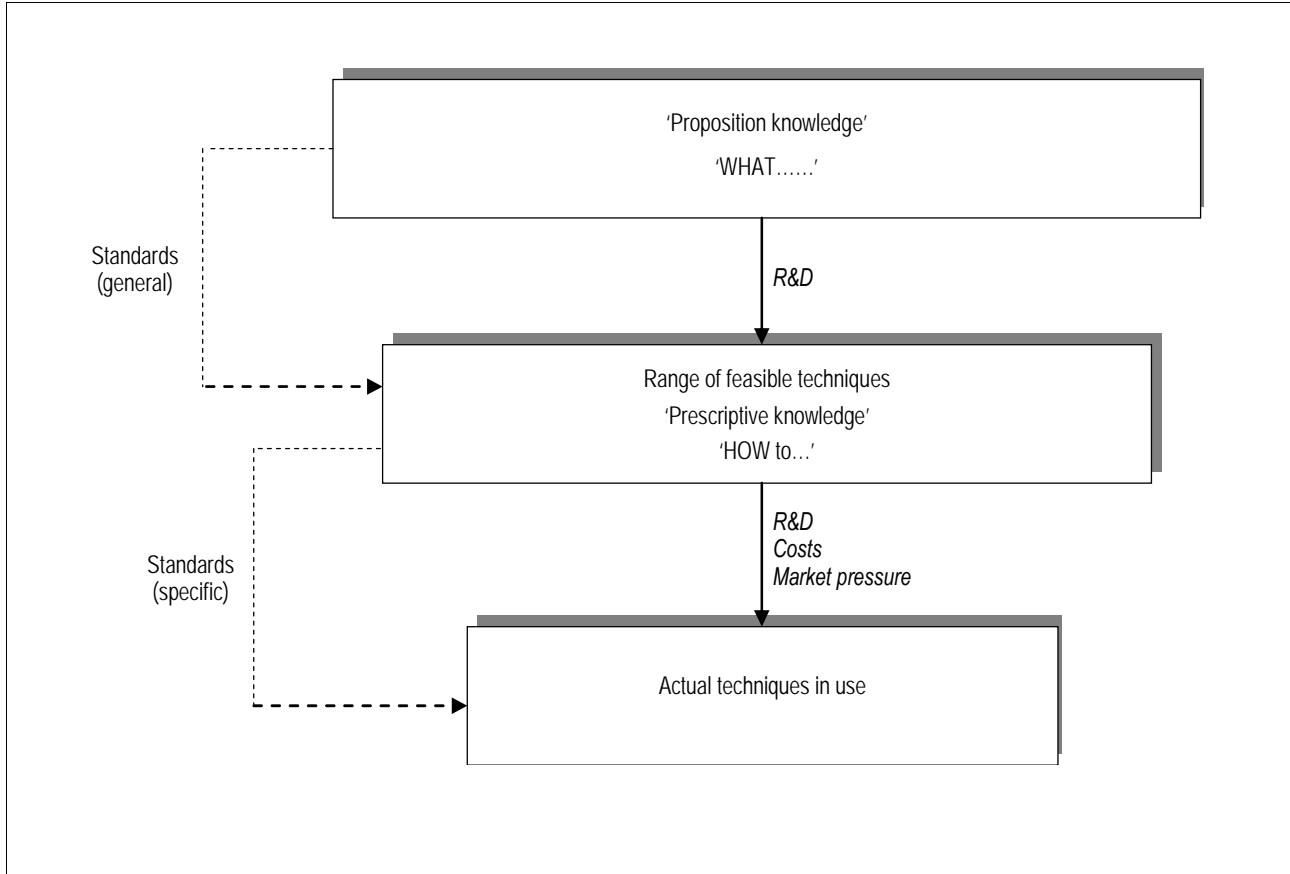 ‘Proposition knowledge’
‘WHAT……’
Standards
(general)
R&D
Range of feasible techniques
‘Prescriptive knowledge’
‘HOW to…’
R&D
Costs
Market pressure
Standards
(specific)
Actual techniques in use